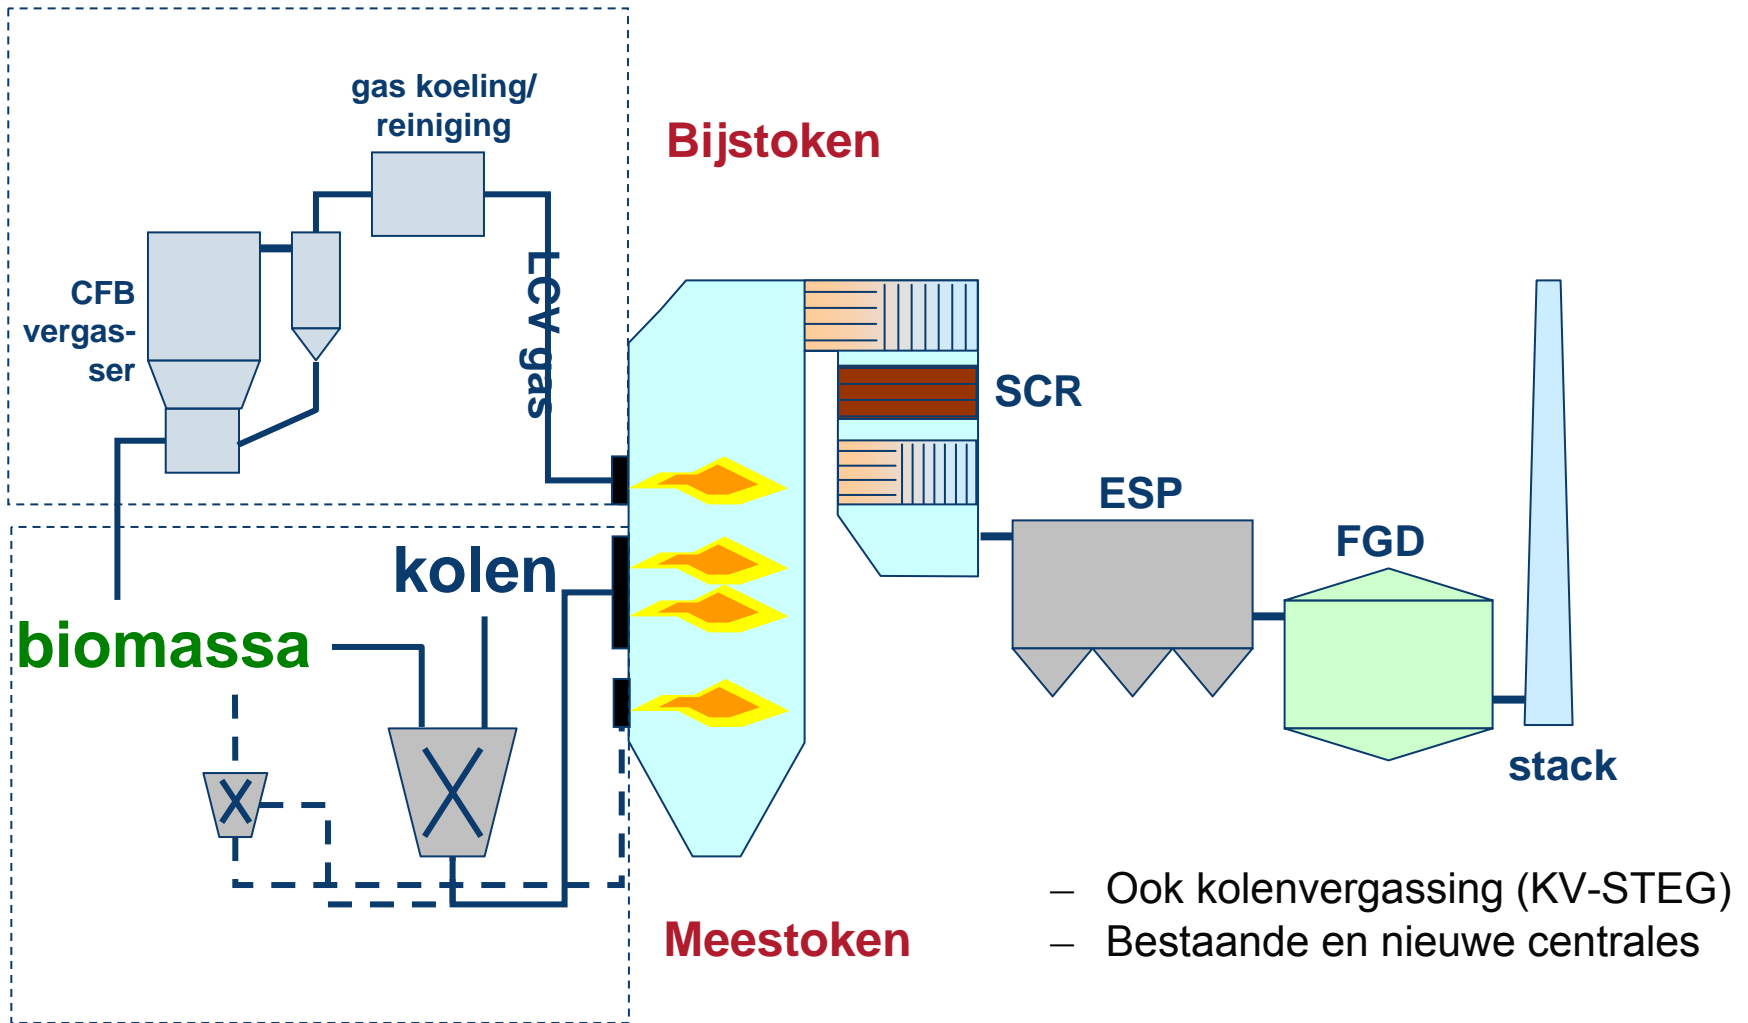 gas koeling/
reiniging
Bijstoken
CFB
vergas-
ser
LCV gas
SCR
ESP
FGD
kolen
biomassa
stack
Meestoken
– Ook kolenvergassing (KV-STEG)
– Bestaande en nieuwe centrales